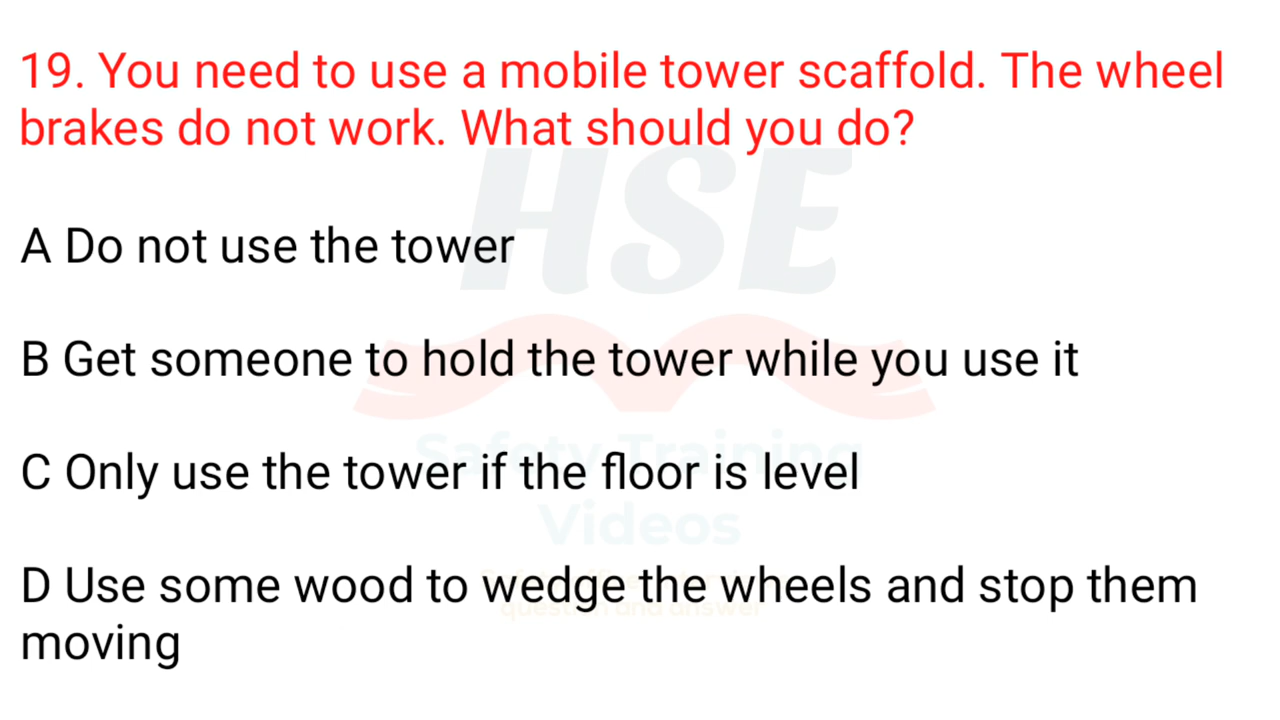 19. You need to use a mobile tower scaffold. The wheel
brakes do not work. What should you do?
HSE
A Do not use the tower
B Get someone to hold the tower while you use it
Safety Training
C Only use the tower if the floor is level
Videos
D Use some wood to wedge the wheels and stop them
question and answer
moving